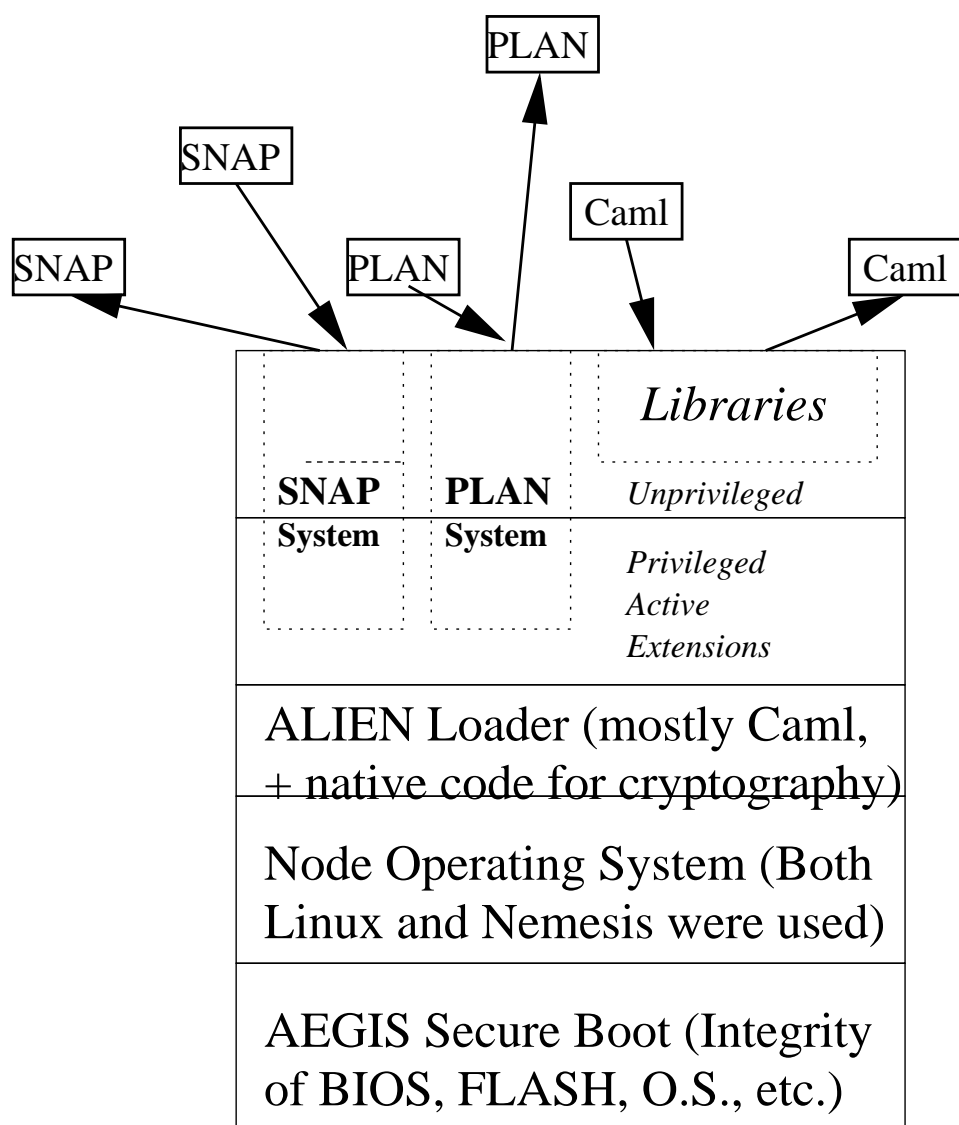 PLAN
SNAP
Caml
SNAP
PLAN
Caml
Libraries
SNAP
System
PLAN
System
Unprivileged
Privileged
Active
Extensions
ALIEN Loader (mostly Caml,
+ native code for cryptography)
Node Operating System (Both
Linux and Nemesis were used)
AEGIS Secure Boot (Integrity
of BIOS, FLASH, O.S., etc.)